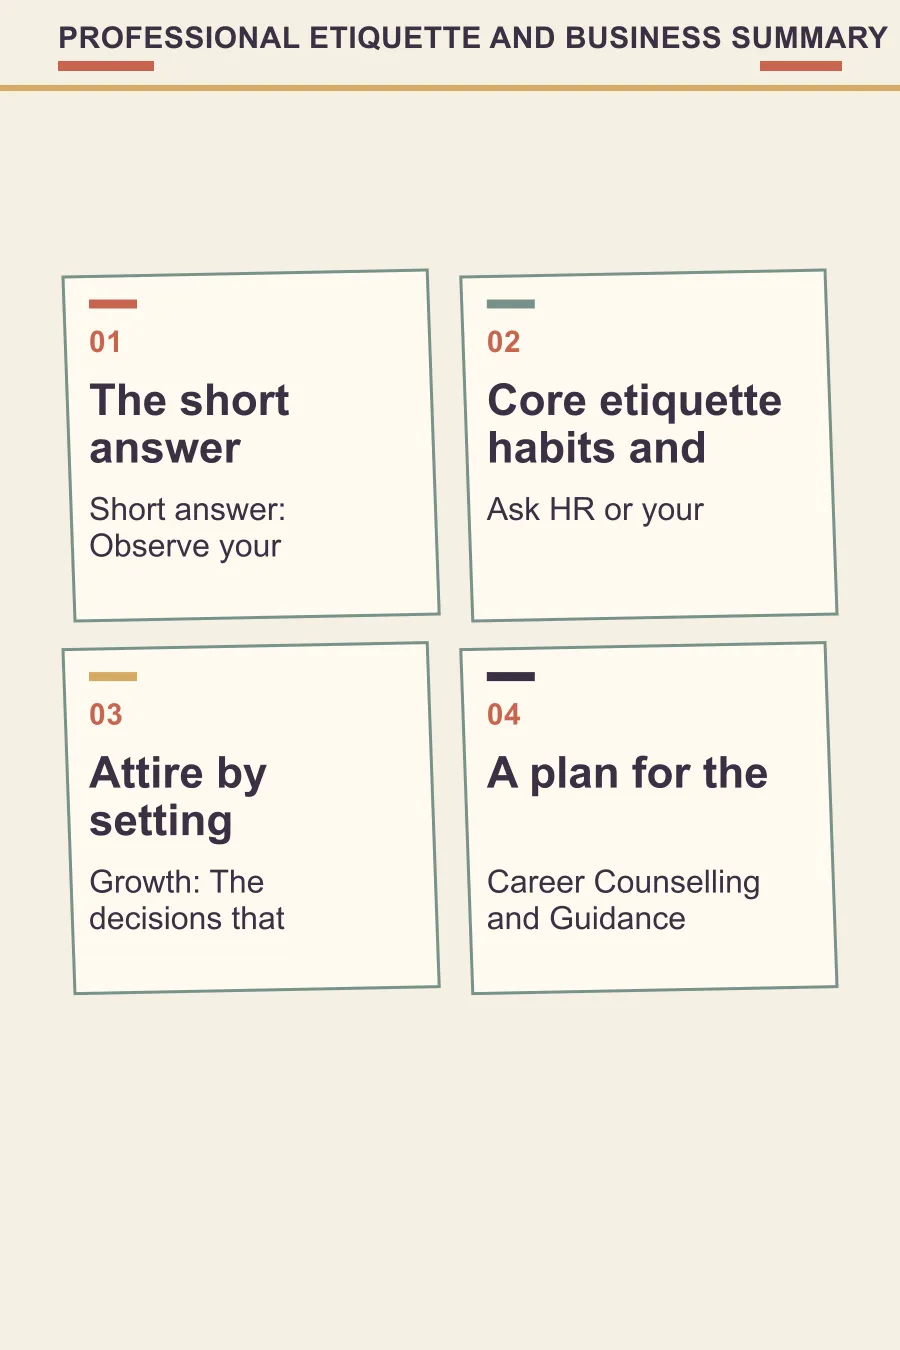 PROFESSIONAL ETIQUETTE AND BUSINESS SUMMARY
01
The short
answer
Short answer:
Observe your
02
Core etiquette
habits and
Ask HR or your
03
Attire by
setting
Growth: The
decisions that
04
A plan for the
Career Counselling
and Guidance